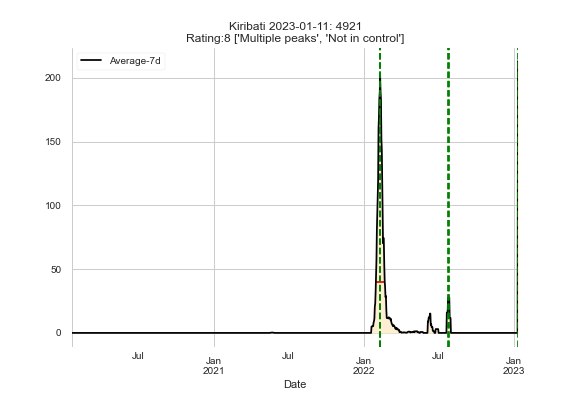 Kiribati 2023-01-11: 4921
Rating:8 ['Multiple peaks', 'Not in control']
Average-7d
200
150
100
50
0
Jul
Jan
2021
Jul
Jan
2022
Jul
Jan
2023
Date